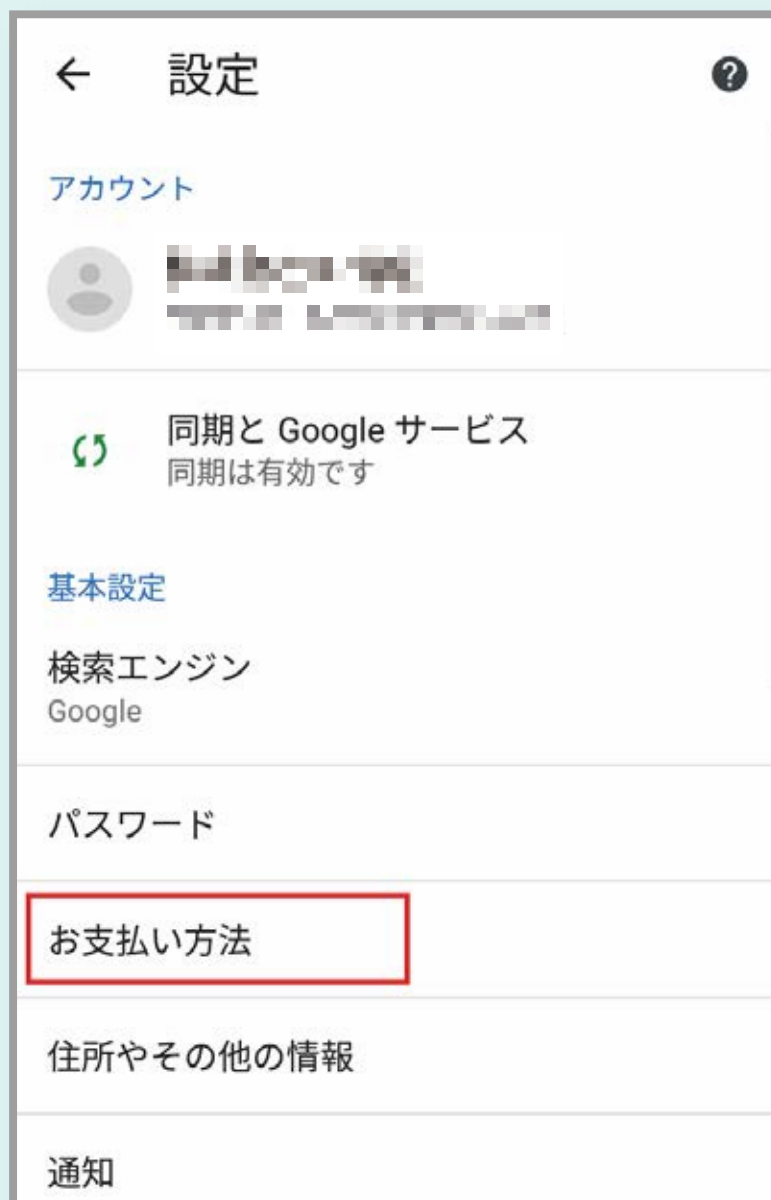 設定
アカウント
同期と Google サービス
同期は有効です
基本設定
検索エンジン
Google
パスワード
お支払い方法
住所やその他の情報
通知